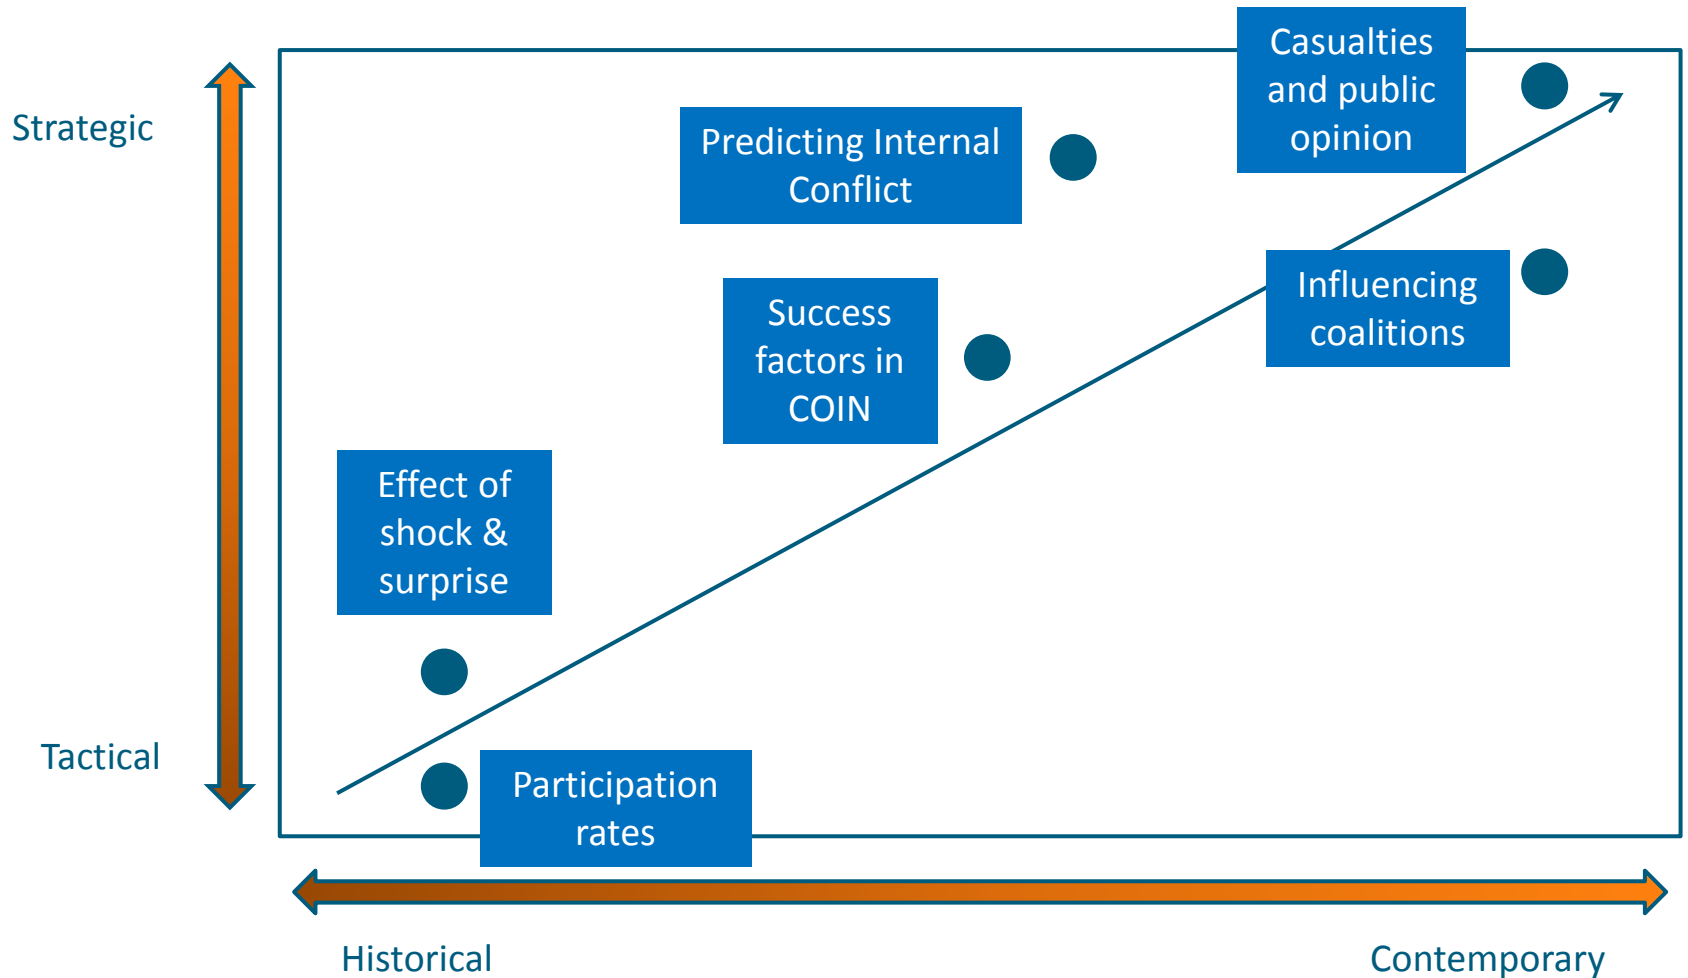 Strategic
Casualties
and public
opinion
Predicting Internal
Conflict
Influencing
coalitions
Success
factors in
COIN
Effect of
shock &
surprise
Tactical
Participation
rates
Historical
Contemporary